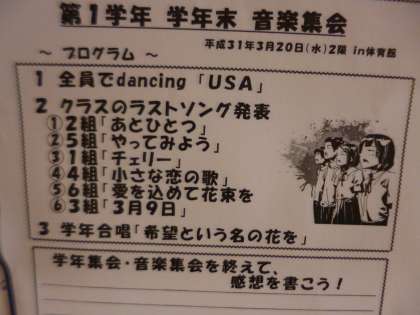 第1学年 学年末 音楽集会
平成31年3月20日(水)2限 in体育館
～ プログラム ～
1 全員でdancing「USA」
2 クラスのラストソング発表
①2組「あとひとつ」
②5組「やってみよう」
③1組「チェリー」
④4組「小さな恋の歌」
⑤6組「愛を込めて花束を
⑥3組「3月9日」
3 学年合唱「希望という名の花を」
学年集会・音楽集会を終えて、
感想を書こう！